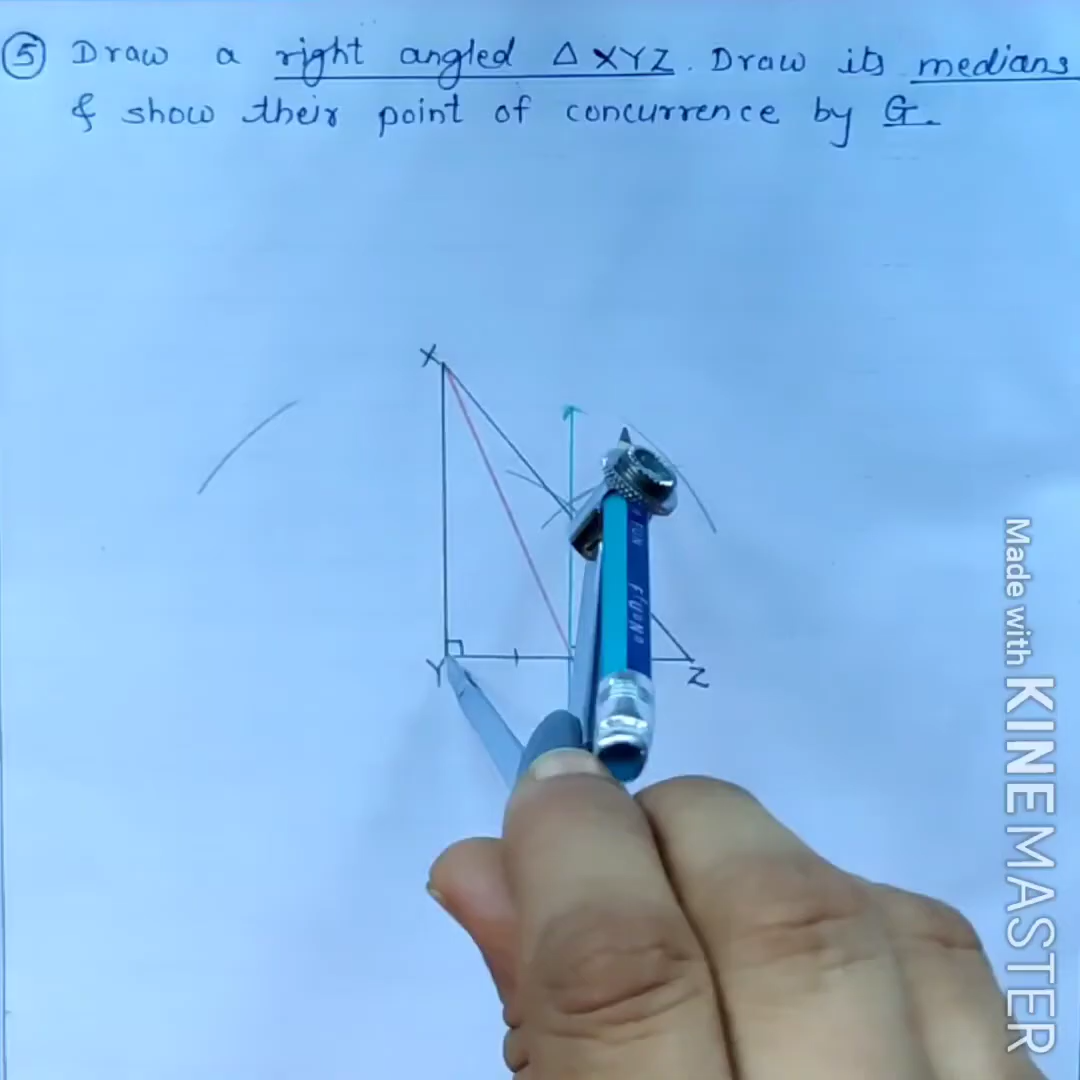 5 Draw a right angled △XYZ. Draw its medians
& show their point of concurrence by G.
X
Y
Z
Made with KINEMASTER